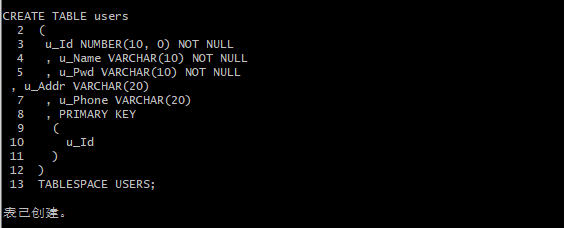 CREATE TABLE users
2 (
3 u_Id NUMBER(10, 0) NOT NULL
4 , u_Name VARCHAR(10) NOT NULL
5 , u_Pwd VARCHAR(10) NOT NULL
, u_Addr VARCHAR(20)
7 , u_Phone VARCHAR(20)
8 , PRIMARY KEY
9 (
10 u_Id
11 )
12 )
13 TABLESPACE USERS;
表已创建。